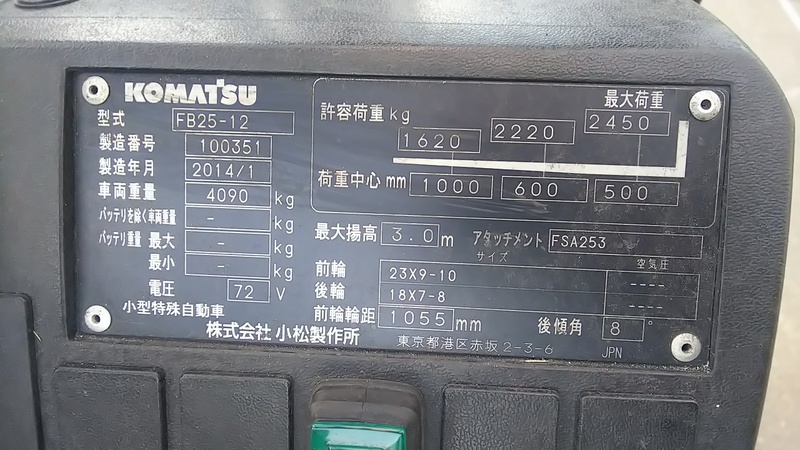 KOMATSU
型式 FB25-12
製造番号 100351
製造年月 2014/1
車両重量 4090 kg
バッテリを除く車両重量 - kg
バッテリ重量 最大 - kg
最小 - kg
電圧 72 V
小型特殊自動車
許容荷重 kg
最大荷重
1620 2220 2450
荷重中心 mm 1000 600 500
最大揚高 3.0 m アタッチメント FSA253
サイズ 空気圧
前輪 23X9-10 ----
後輪 18X7-8 ----
前輪輪距 1055 mm 後傾角 8 °
株式会社 小松製作所 東京都港区赤坂2-3-6 JPN